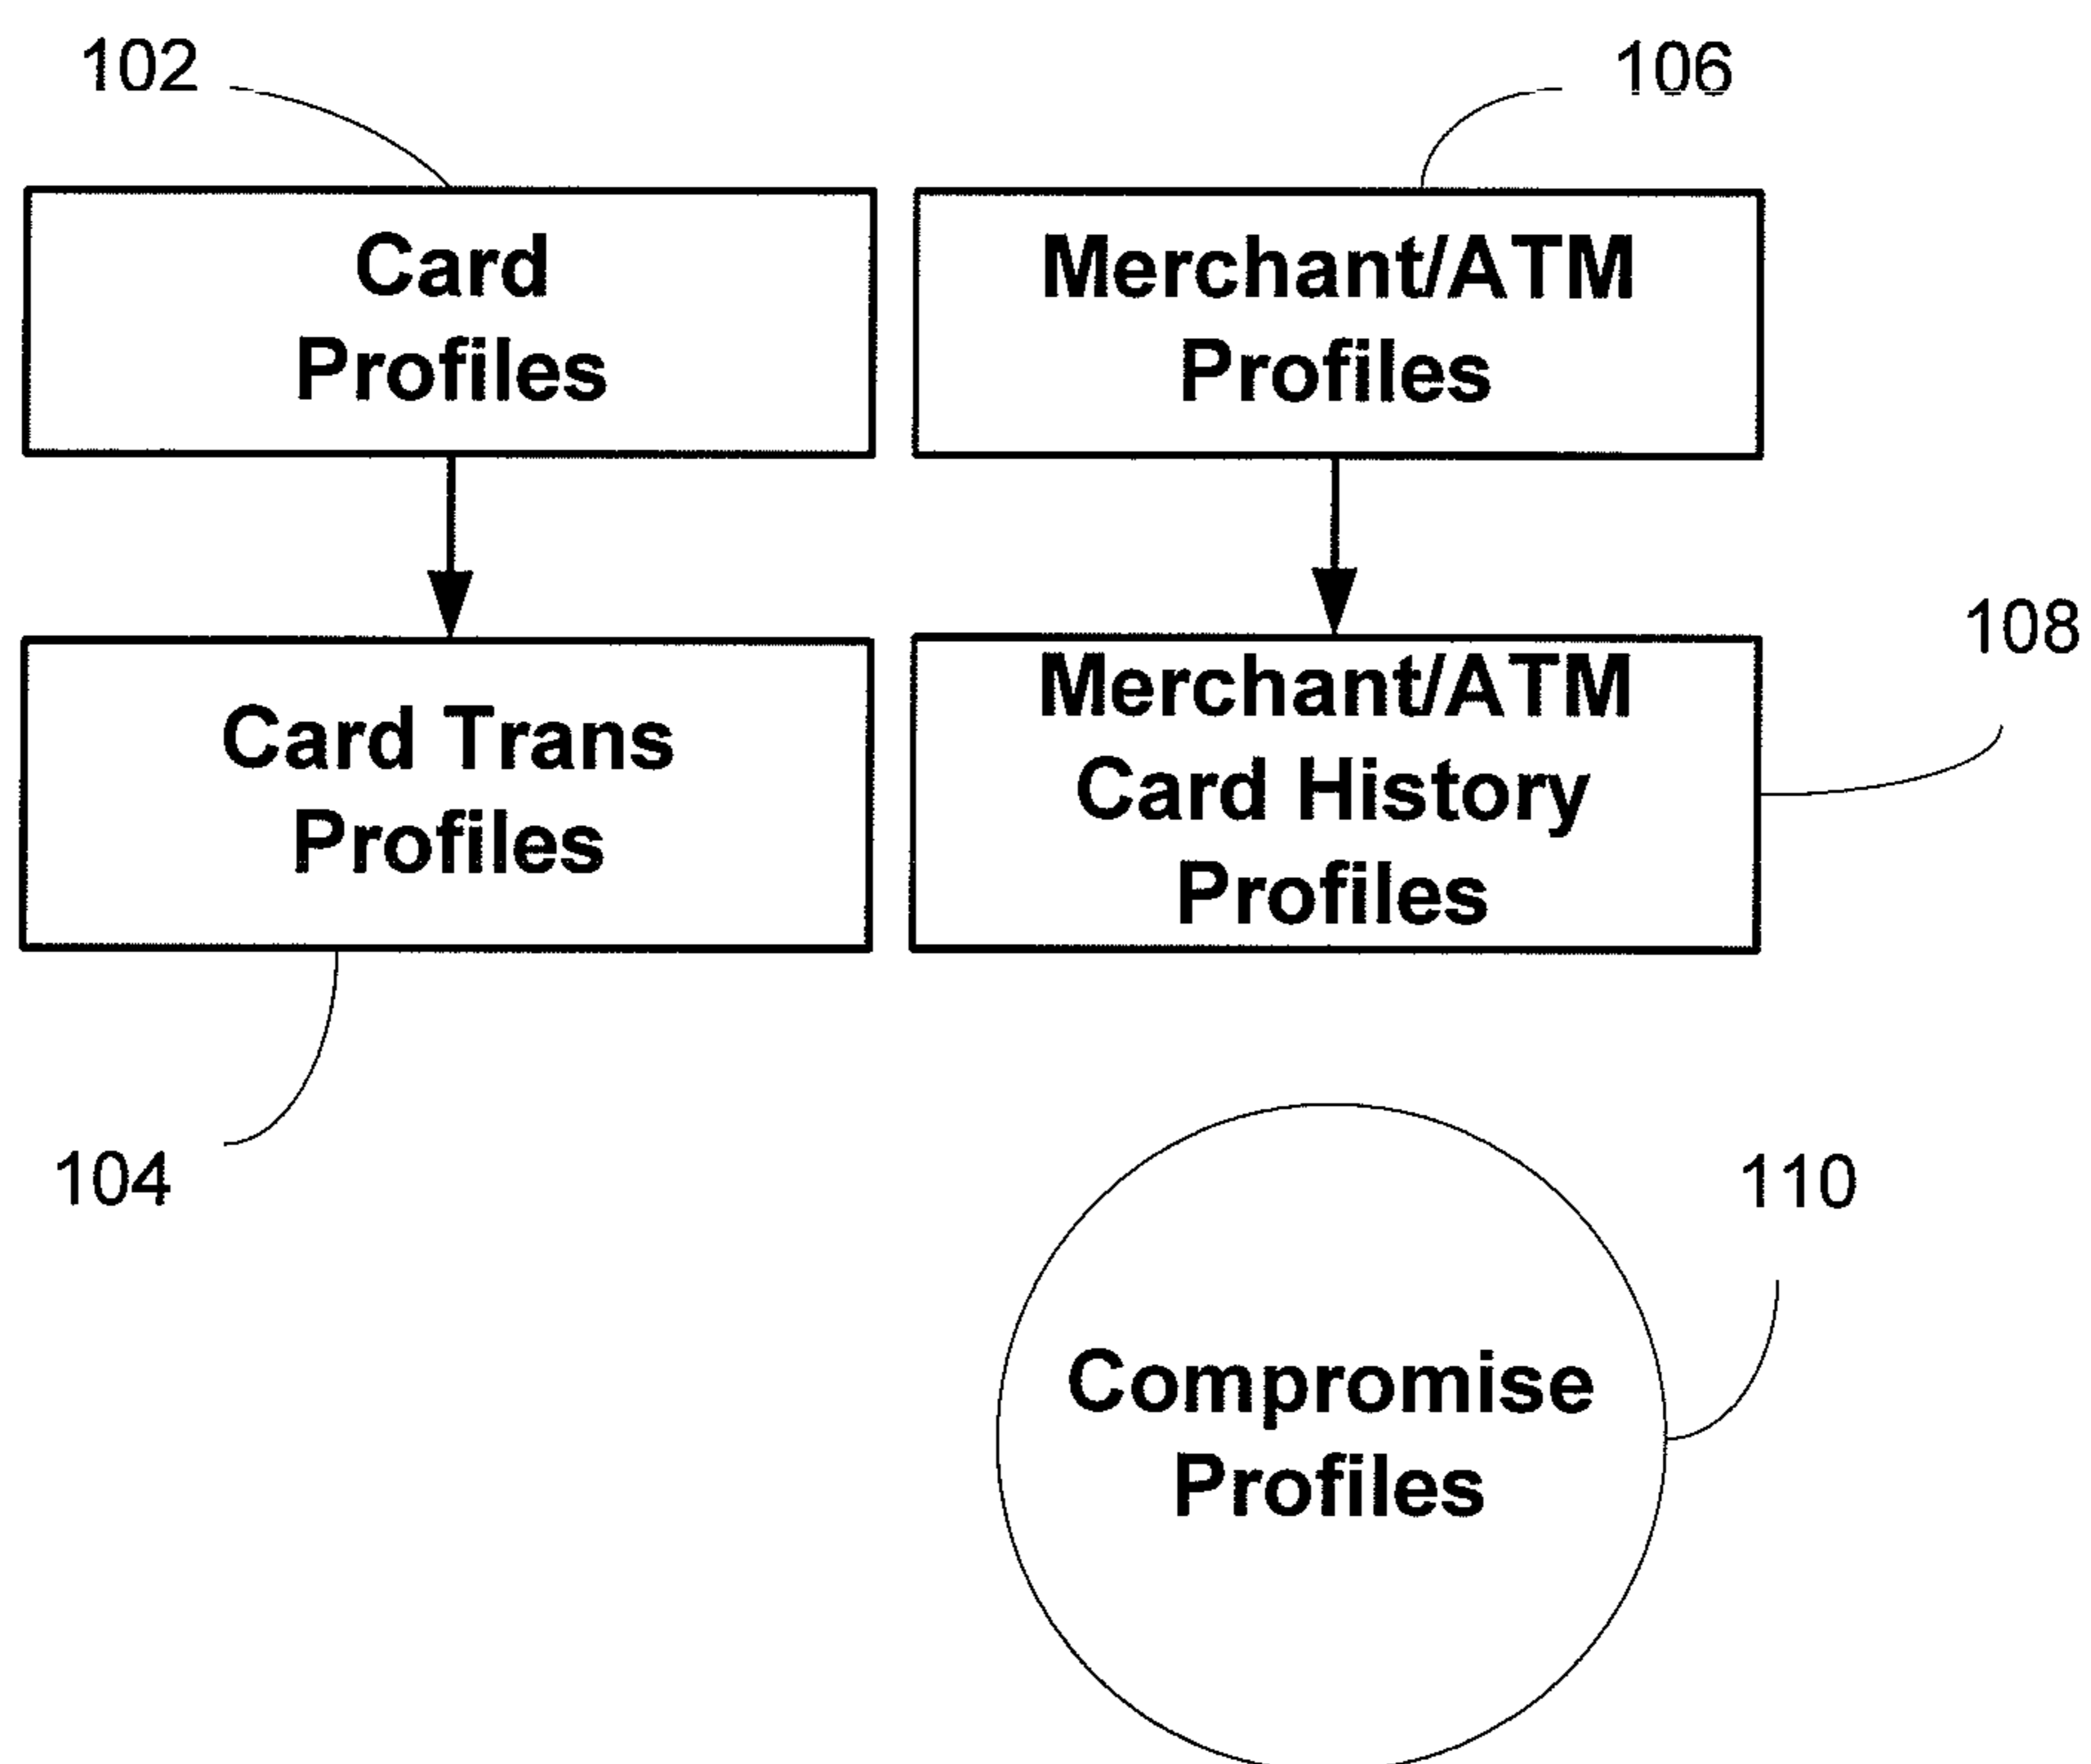 102
106
Card
Profiles
Merchant/ATM
Profiles
108
Card Trans
Profiles
Merchant/ATM
Card History
Profiles
104
110
Compromise
Profiles